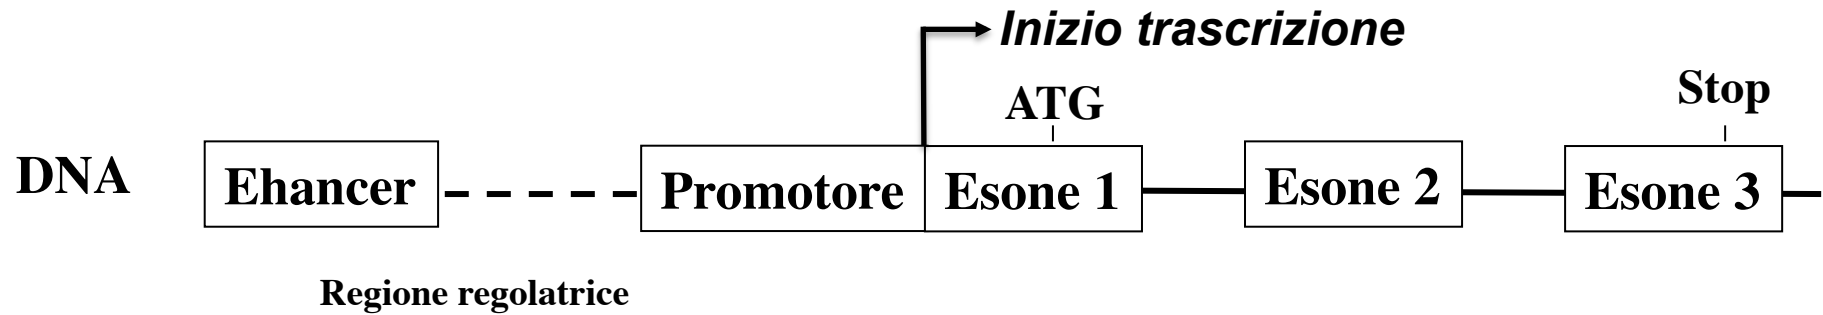 Inizio trascrizione
ATG
Stop
DNA
Ehancer
Promotore
Esone 1
Esone 2
Esone 3
Regione regolatrice